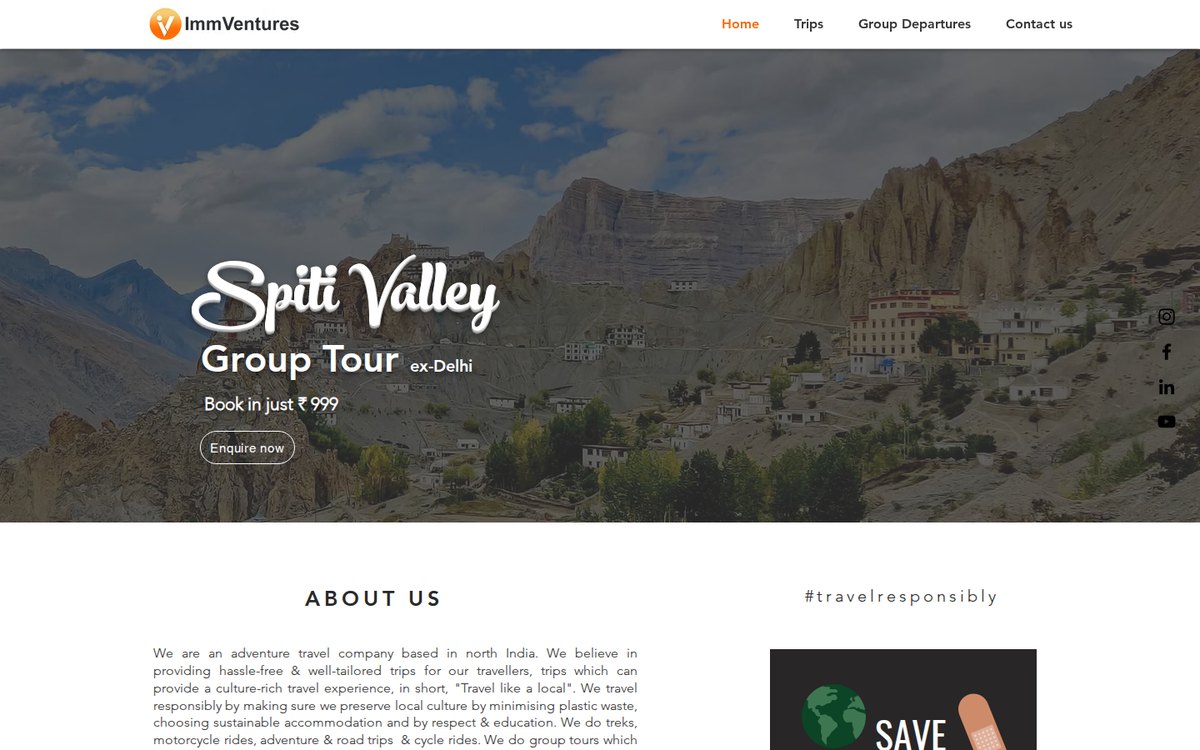 ImmVentures
Home
Trips
Group Departures
Contact us
Spiti Valley
Group Tour ex-Delhi
Book in just ₹ 999
Enquire now
ABOUT US
We are an adventure travel company based in north India. We believe in
providing hassle-free & well-tailored trips for our travellers, trips which can
provide a culture-rich travel experience, in short, "Travel like a local". We travel
responsibly by making sure we preserve local culture by minimising plastic waste,
choosing sustainable accommodation and by respect & education. We do treks,
motorcycle rides, adventure & road trips & cycle rides. We do group tours which
#travelresponsibly
SAVE